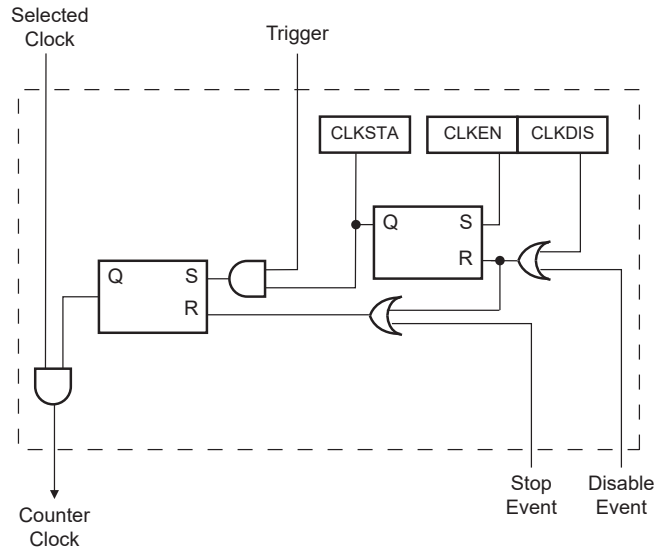 Selected
Clock
Trigger
CLKSTA
CLKEN
CLKDIS
Q
S
R
Q
S
R
Stop
Event
Disable
Event
Counter
Clock